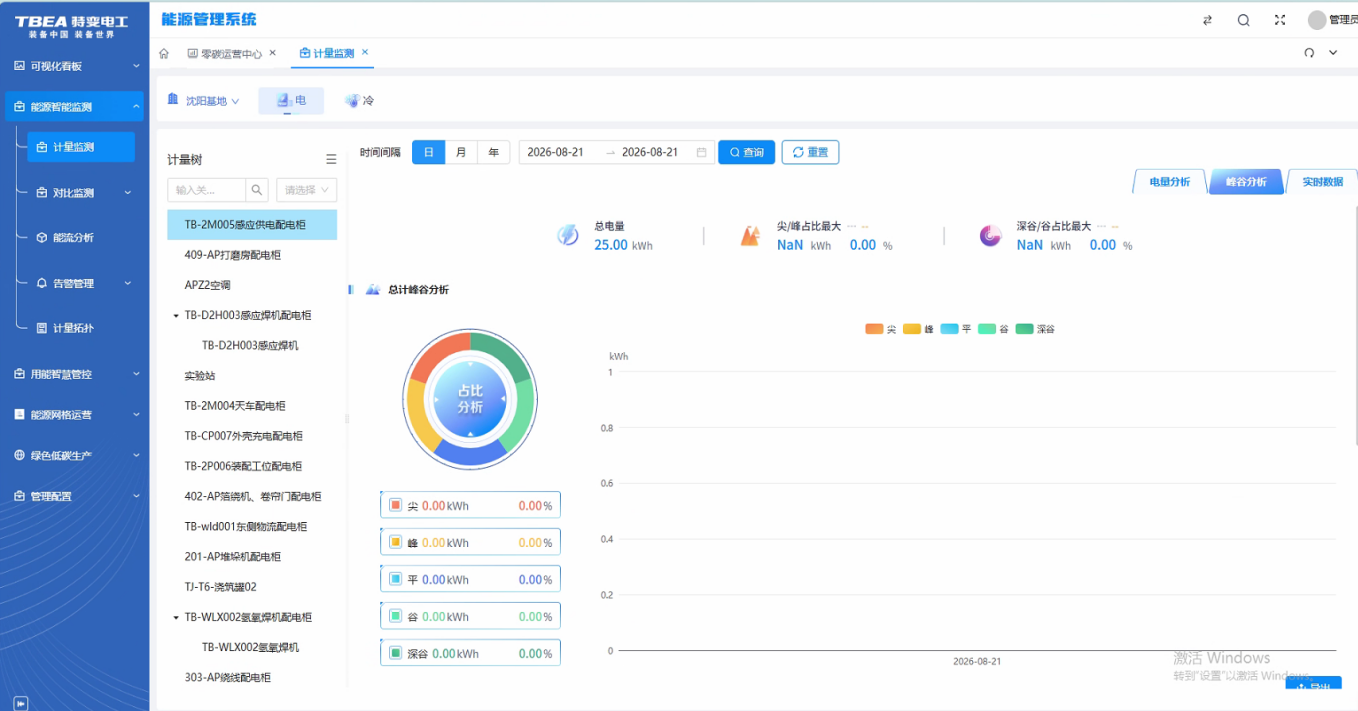 TBEA 特变电工
装备中国 装备世界
能源管理系统
管理员
零碳运营中心 ×
计量监测 ×
可视化看板
能源智能监测
计量监测
对比监测
能流分析
告警管理
计量拓扑
用能智慧管控
能源网格运营
绿色低碳生产
管理配置
沈阳基地
电
冷
计量树
输入关...
请选择
TB-2M005感应供电配电柜
409-AP打磨房配电柜
APZ2空调
TB-D2H003感应焊机配电柜
TB-D2H003感应焊机
实验站
TB-2M004天车配电柜
TB-CP007外壳充电配电柜
TB-2P006装配工位配电柜
402-AP箔绕机、卷帘门配电柜
TB-wld001东侧物流配电柜
201-AP堆垛机配电柜
TJ-T6-浇筑罐02
TB-WLX002氩氧焊机配电柜
TB-WLX002氩氧焊机
303-AP绕线配电柜
时间间隔 日 月 年 2026-08-21 → 2026-08-21 查询 重置
电量分析 峰谷分析 实时数据
总电量
25.00 kWh
尖/峰占比最大 --- --
NaN kWh 0.00 %
深谷/谷占比最大 --- --
NaN kWh 0.00 %
总计峰谷分析
占比
分析
尖 0.00kWh 0.00%
峰 0.00kWh 0.00%
平 0.00kWh 0.00%
谷 0.00kWh 0.00%
深谷 0.00kWh 0.00%
尖 峰 平 谷 深谷
kWh
1
0.8
0.6
0.4
0.2
0
2026-08-21
激活 Windows
转到"设置"以激活 Windows。
导出